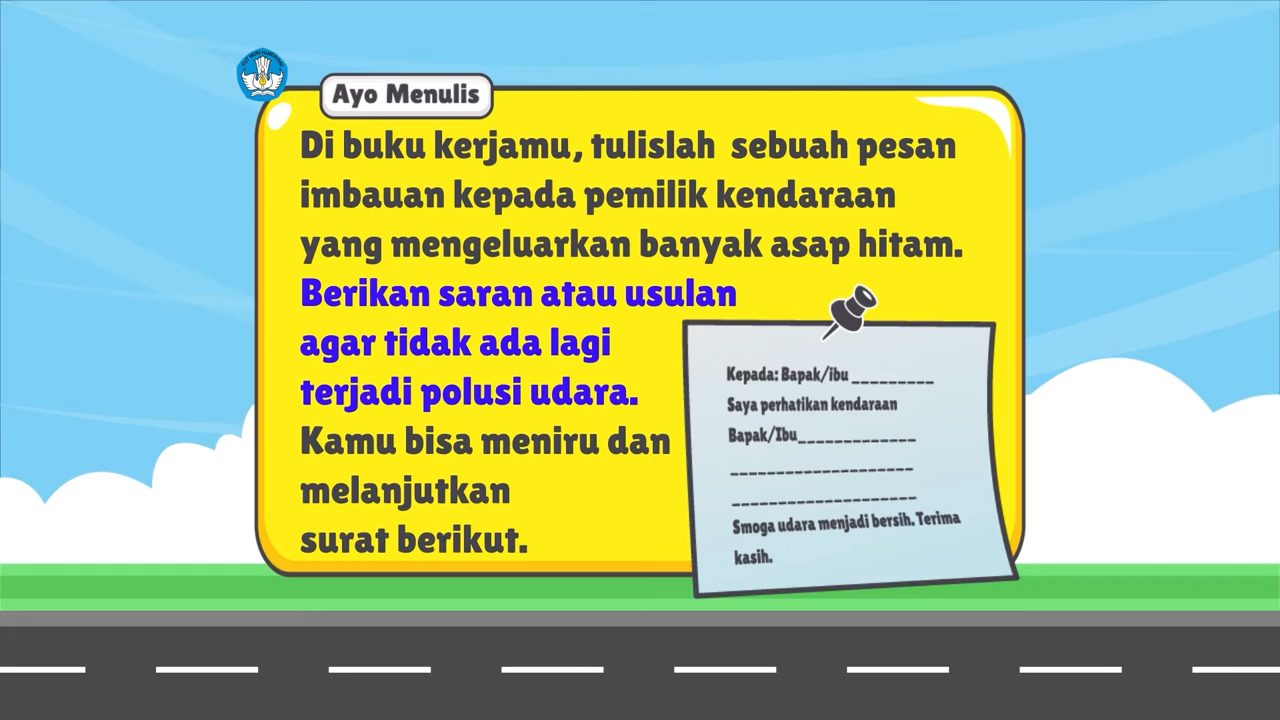 Ayo Menulis
Di buku kerjamu, tulislah sebuah pesan
imbauan kepada pemilik kendaraan
yang mengeluarkan banyak asap hitam.
Berikan saran atau usulan
agar tidak ada lagi
terjadi polusi udara.
Kamu bisa meniru dan
melanjutkan
surat berikut.
Kepada: Bapak/ibu _________
Saya perhatikan kendaraan
Bapak/Ibu_____________
____________________
____________________
Smoga udara menjadi bersih. Terima
kasih.